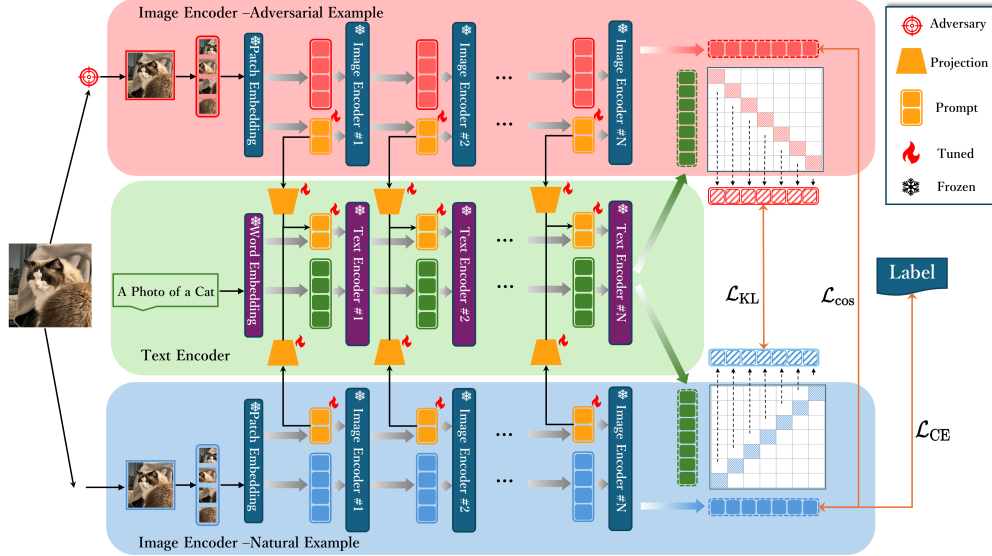 Image Encoder –Adversarial Example
Patch Embedding
Image Encoder #1
Image Encoder #2
...
Image Encoder #N
...
Adversary
Projection
Prompt
Tuned
Frozen
A Photo of a Cat
Word Embedding
Text Encoder #1
Text Encoder #2
...
Text Encoder #N
...
Text Encoder
ℒKL
ℒcos
Label
ℒCE
Patch Embedding
Image Encoder #1
Image Encoder #2
...
Image Encoder #N
...
Image Encoder –Natural Example